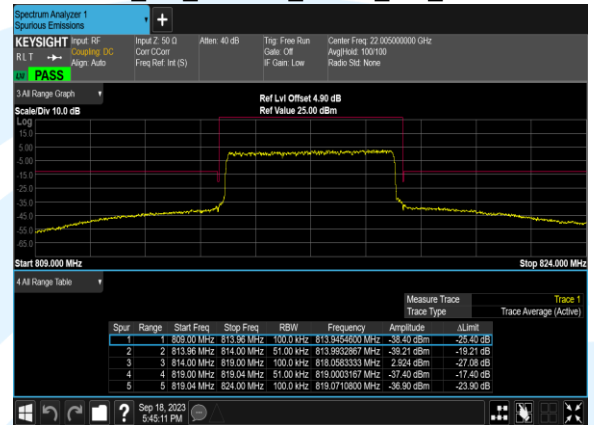 Spectrum Analyzer 1
Spurious Emissions
KEYSIGHT Input: RF Input Z: 50 Ω Atten: 40 dB Trig: Free Run Center Freq: 22.005000000 GHz
RLT Coupling: DC Corr CCorr Gate: Off Avg|Hold: 100/100
Align: Auto Freq Ref: Int (S) IF Gain: Low Radio Std: None
PASS
3 All Range Graph
Ref Lvl Offset 4.90 dB
Scale/Div 10.0 dB Ref Value 25.00 dBm
Log
15.0
5.00
-5.00
-15.0
-25.0
-35.0
-45.0
-55.0
-65.0
Start 809.000 MHz Stop 824.000 MHz
4 All Range Table
Measure Trace Trace 1
Trace Type Trace Average (Active)
Spur Range Start Freq Stop Freq RBW Frequency Amplitude ΔLimit
1 1 809.00 MHz 813.96 MHz 100.0 kHz 813.9454600 MHz -38.40 dBm -25.40 dB
2 2 813.96 MHz 814.00 MHz 51.00 kHz 813.9932867 MHz -39.21 dBm -19.21 dB
3 3 814.00 MHz 819.00 MHz 100.0 kHz 818.0583333 MHz 2.924 dBm -27.08 dB
4 4 819.00 MHz 819.04 MHz 51.00 kHz 819.0003167 MHz -37.40 dBm -17.40 dB
5 5 819.04 MHz 824.00 MHz 100.0 kHz 819.0710800 MHz -36.90 dBm -23.90 dB
? Sep 18, 2023
5:45:11 PM